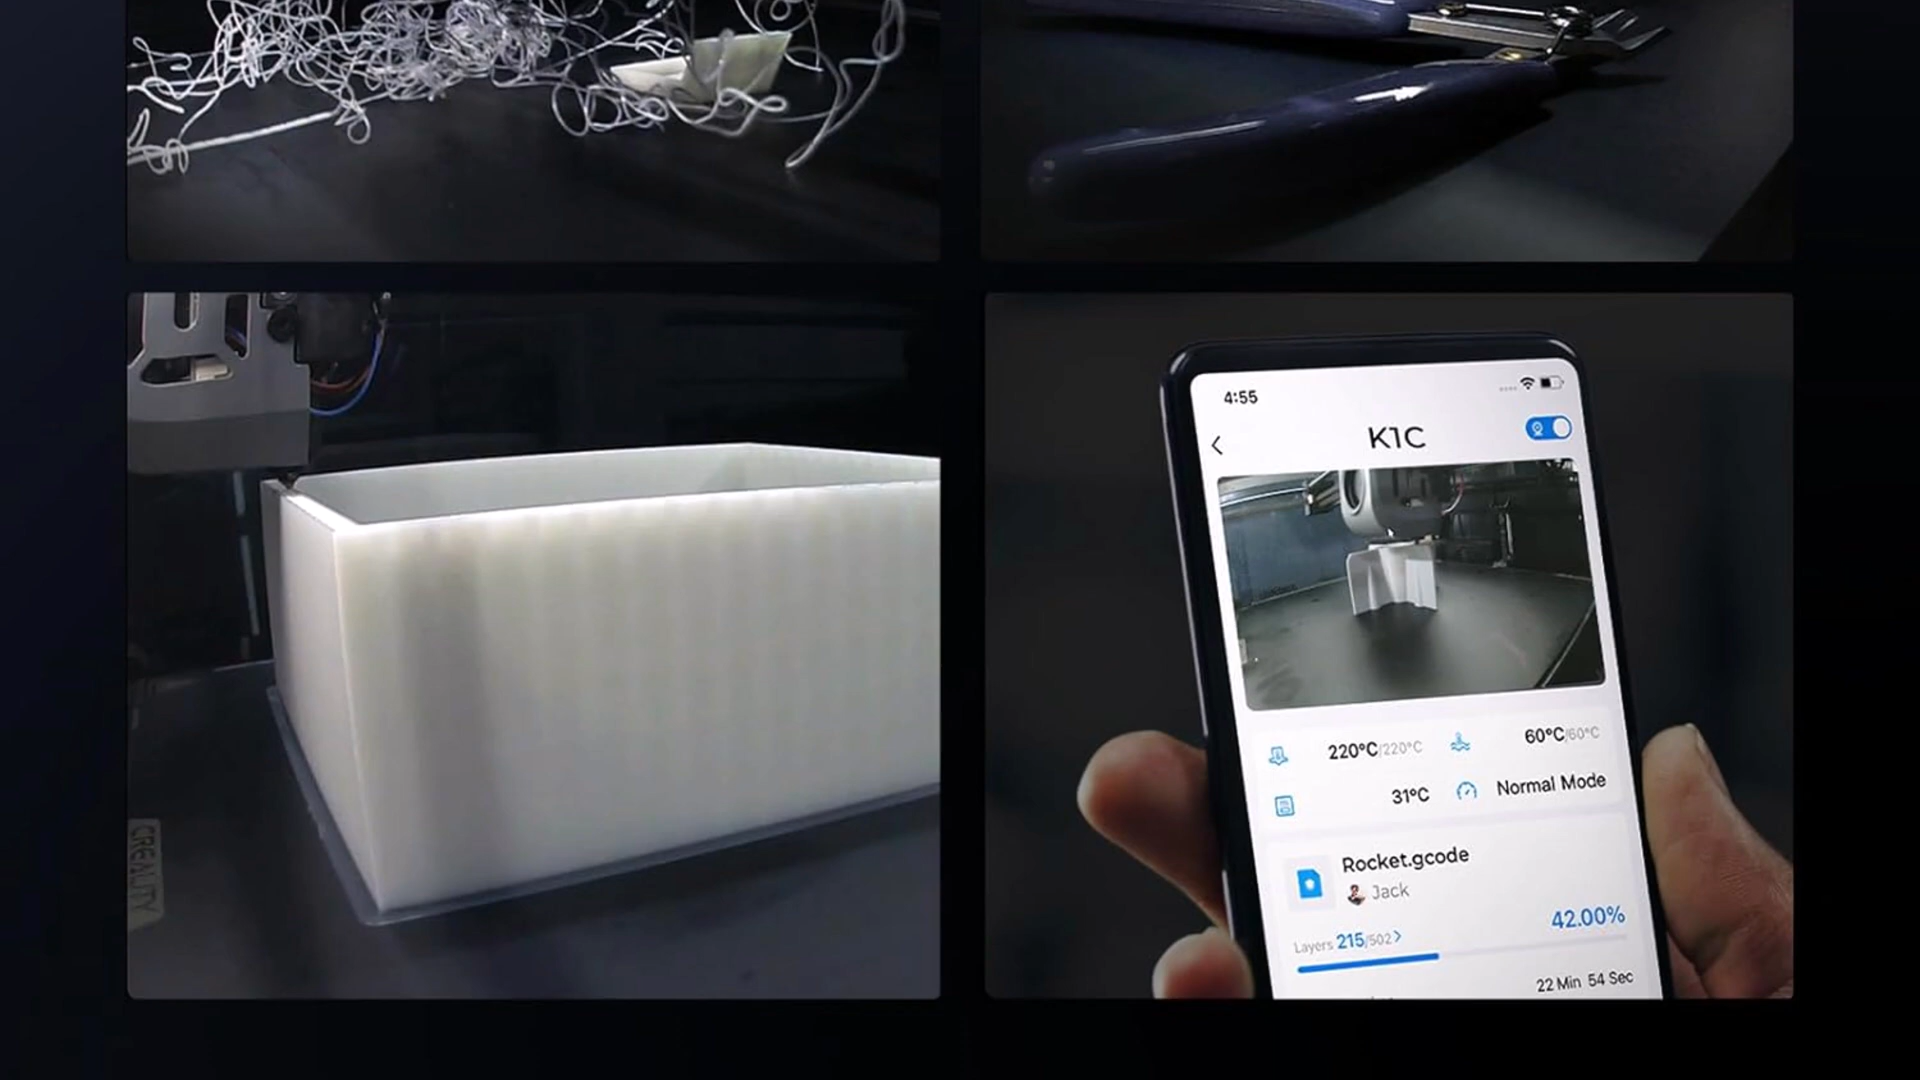 CREALITY
4:55
K1C
220°C/220°C
60°C/60°C
31°C
Normal Mode
Rocket.gcode
Jack
42.00%
Layers 215/502>
22 Min 54 Sec